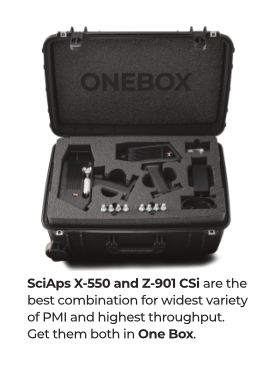 ONEBOX
SciAps X-550 and Z-901 CSi are the
best combination for widest variety
of PMI and highest throughput.
Get them both in One Box.